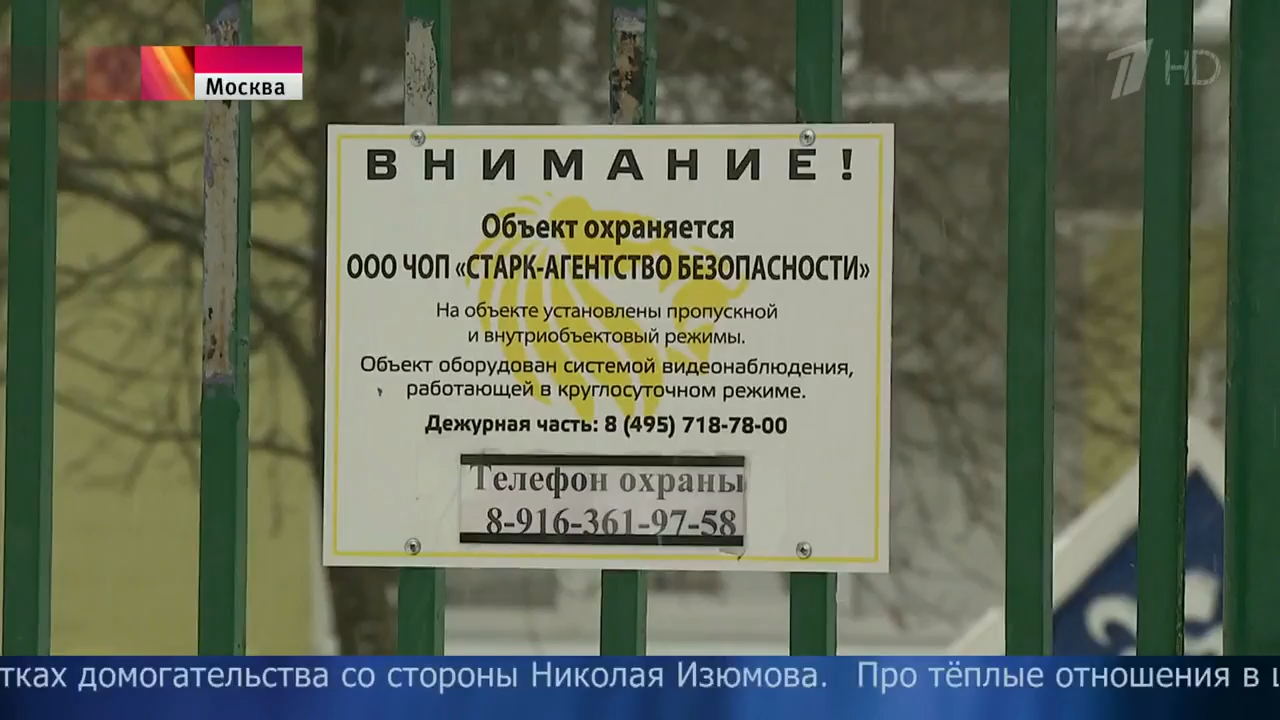 Москва
1 HD
ВНИМАНИЕ!
Объект охраняется
ООО ЧОП «СТАРК-АГЕНТСТВО БЕЗОПАСНОСТИ»
На объекте установлены пропускной
и внутриобъектовый режимы.
Объект оборудован системой видеонаблюдения,
работающей в круглосуточном режиме.
Дежурная часть: 8 (495) 718-78-00
Телефон охраны
8-916-361-97-58
тках домогательства со стороны Николая Изюмова. Про тёплые отношения в